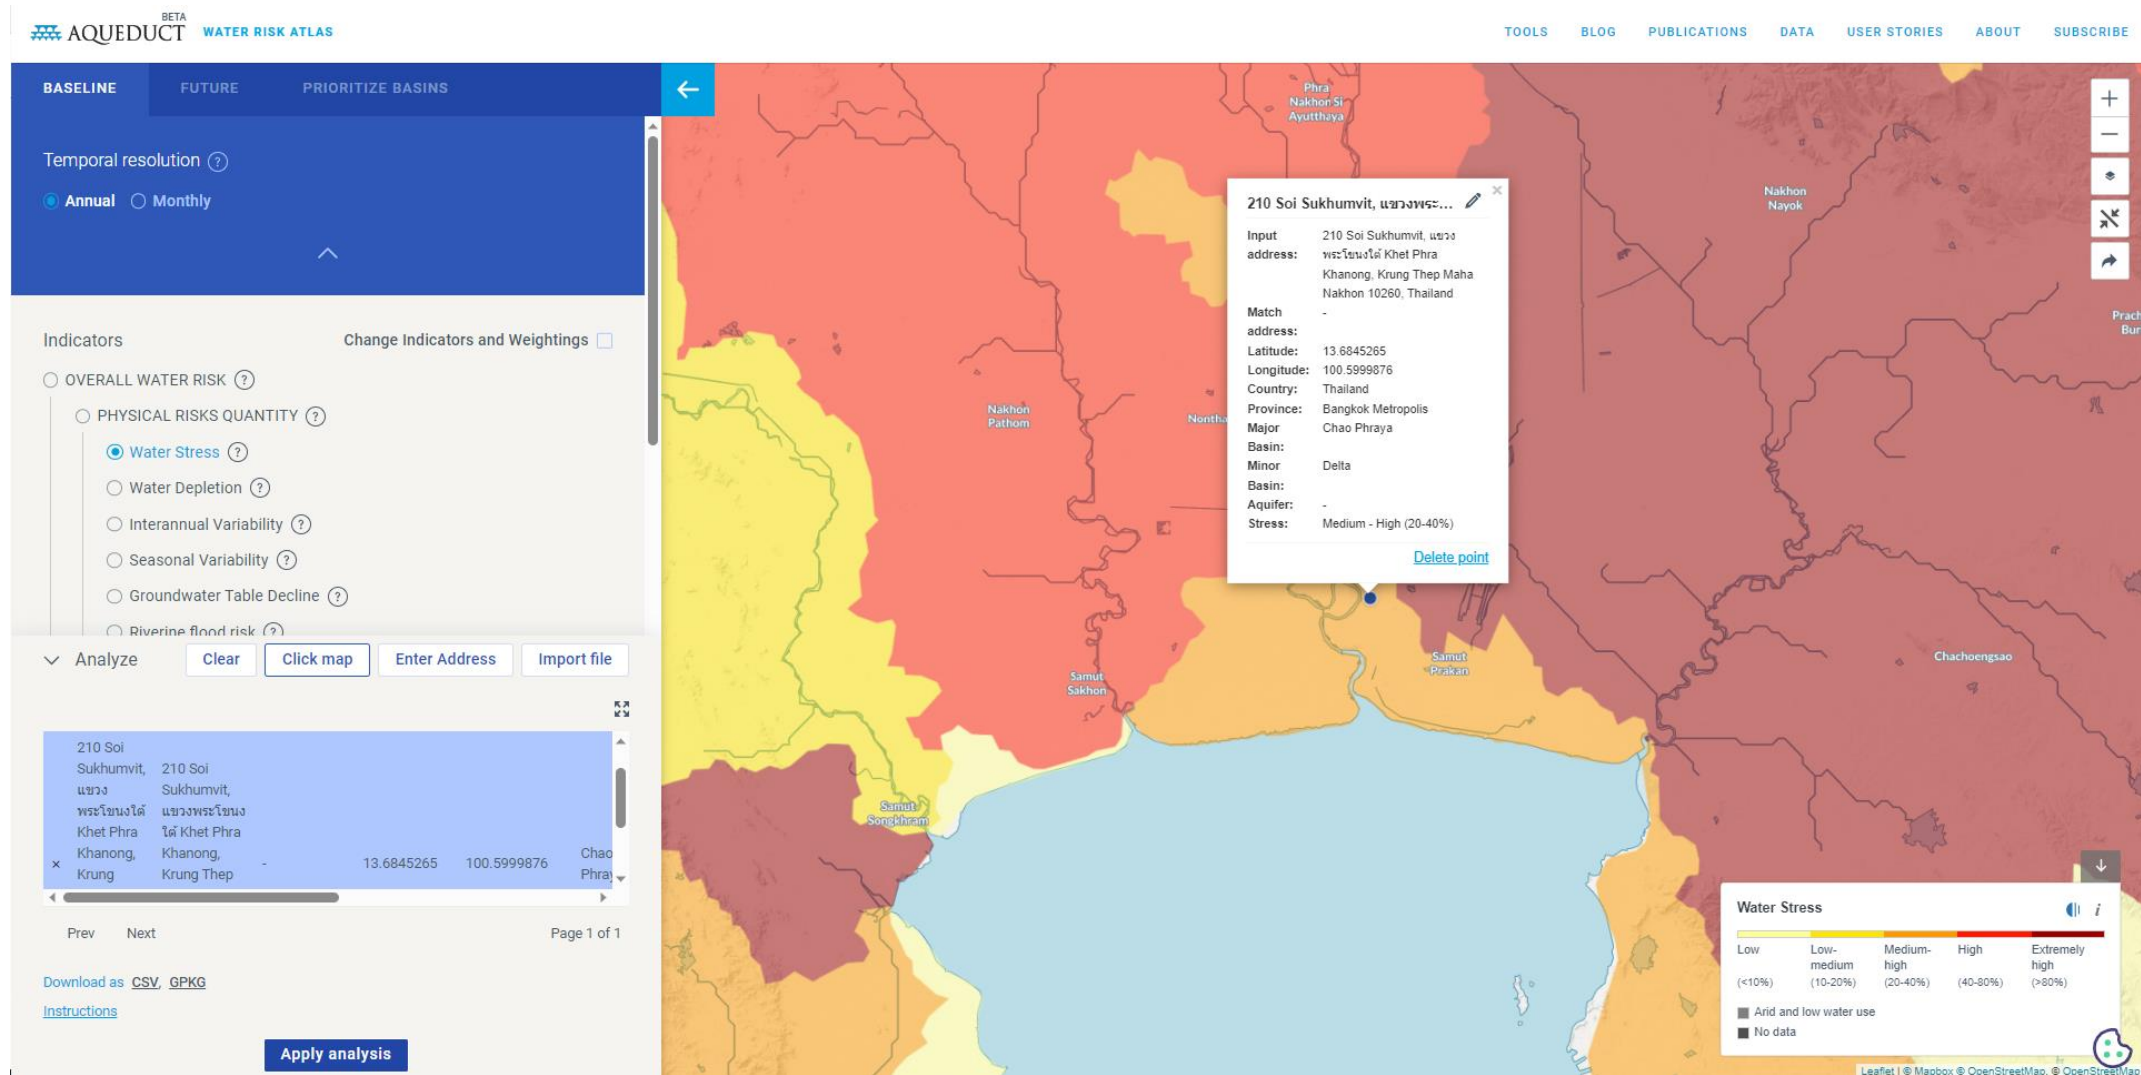 BETA
AQUEDUCT WATER RISK ATLAS
TOOLS BLOG PUBLICATIONS DATA USER STORIES ABOUT SUBSCRIBE
BASELINE FUTURE PRIORITIZE BASINS
Temporal resolution ?
Annual Monthly
Indicators Change Indicators and Weightings
OVERALL WATER RISK ?
PHYSICAL RISKS QUANTITY ?
Water Stress ?
Water Depletion ?
Interannual Variability ?
Seasonal Variability ?
Groundwater Table Decline ?
Riverine flood risk ?
Analyze Clear Click map Enter Address Import file
210 Soi
Sukhumvit,
แขวง
พระโขนงใต้
Khet Phra
Khanong,
Krung
210 Soi
Sukhumvit,
แขวงพระโขนง
ใต้ Khet Phra
Khanong,
Krung Thep
-
13.6845265
100.5999876
Chao
Phray
Prev Next Page 1 of 1
Download as CSV, GPKG
Instructions
Apply analysis
Phra
Nakhon Si
Ayutthaya
Nakhon
Nayok
Prach
Bur
Nakhon
Pathom
Nontha
Samut
Sakhon
Samut
Prakan
Chachoengsao
Samut
Songkhram
210 Soi Sukhumvit, แขวงพระ...
Input address: 210 Soi Sukhumvit, แขวง
พระโขนงใต้ Khet Phra
Khanong, Krung Thep Maha
Nakhon 10260, Thailand
Match address: -
Latitude: 13.6845265
Longitude: 100.5999876
Country: Thailand
Province: Bangkok Metropolis
Major Basin: Chao Phraya
Minor Basin: Delta
Aquifer: -
Stress: Medium - High (20-40%)
Delete point
Water Stress i
Low
(<10%)
Low-
medium
(10-20%)
Medium-
high
(20-40%)
High
(40-80%)
Extremely
high
(>80%)
Arid and low water use
No data
Leaflet | © Mapbox © OpenStreetMap, © OpenStreetMap